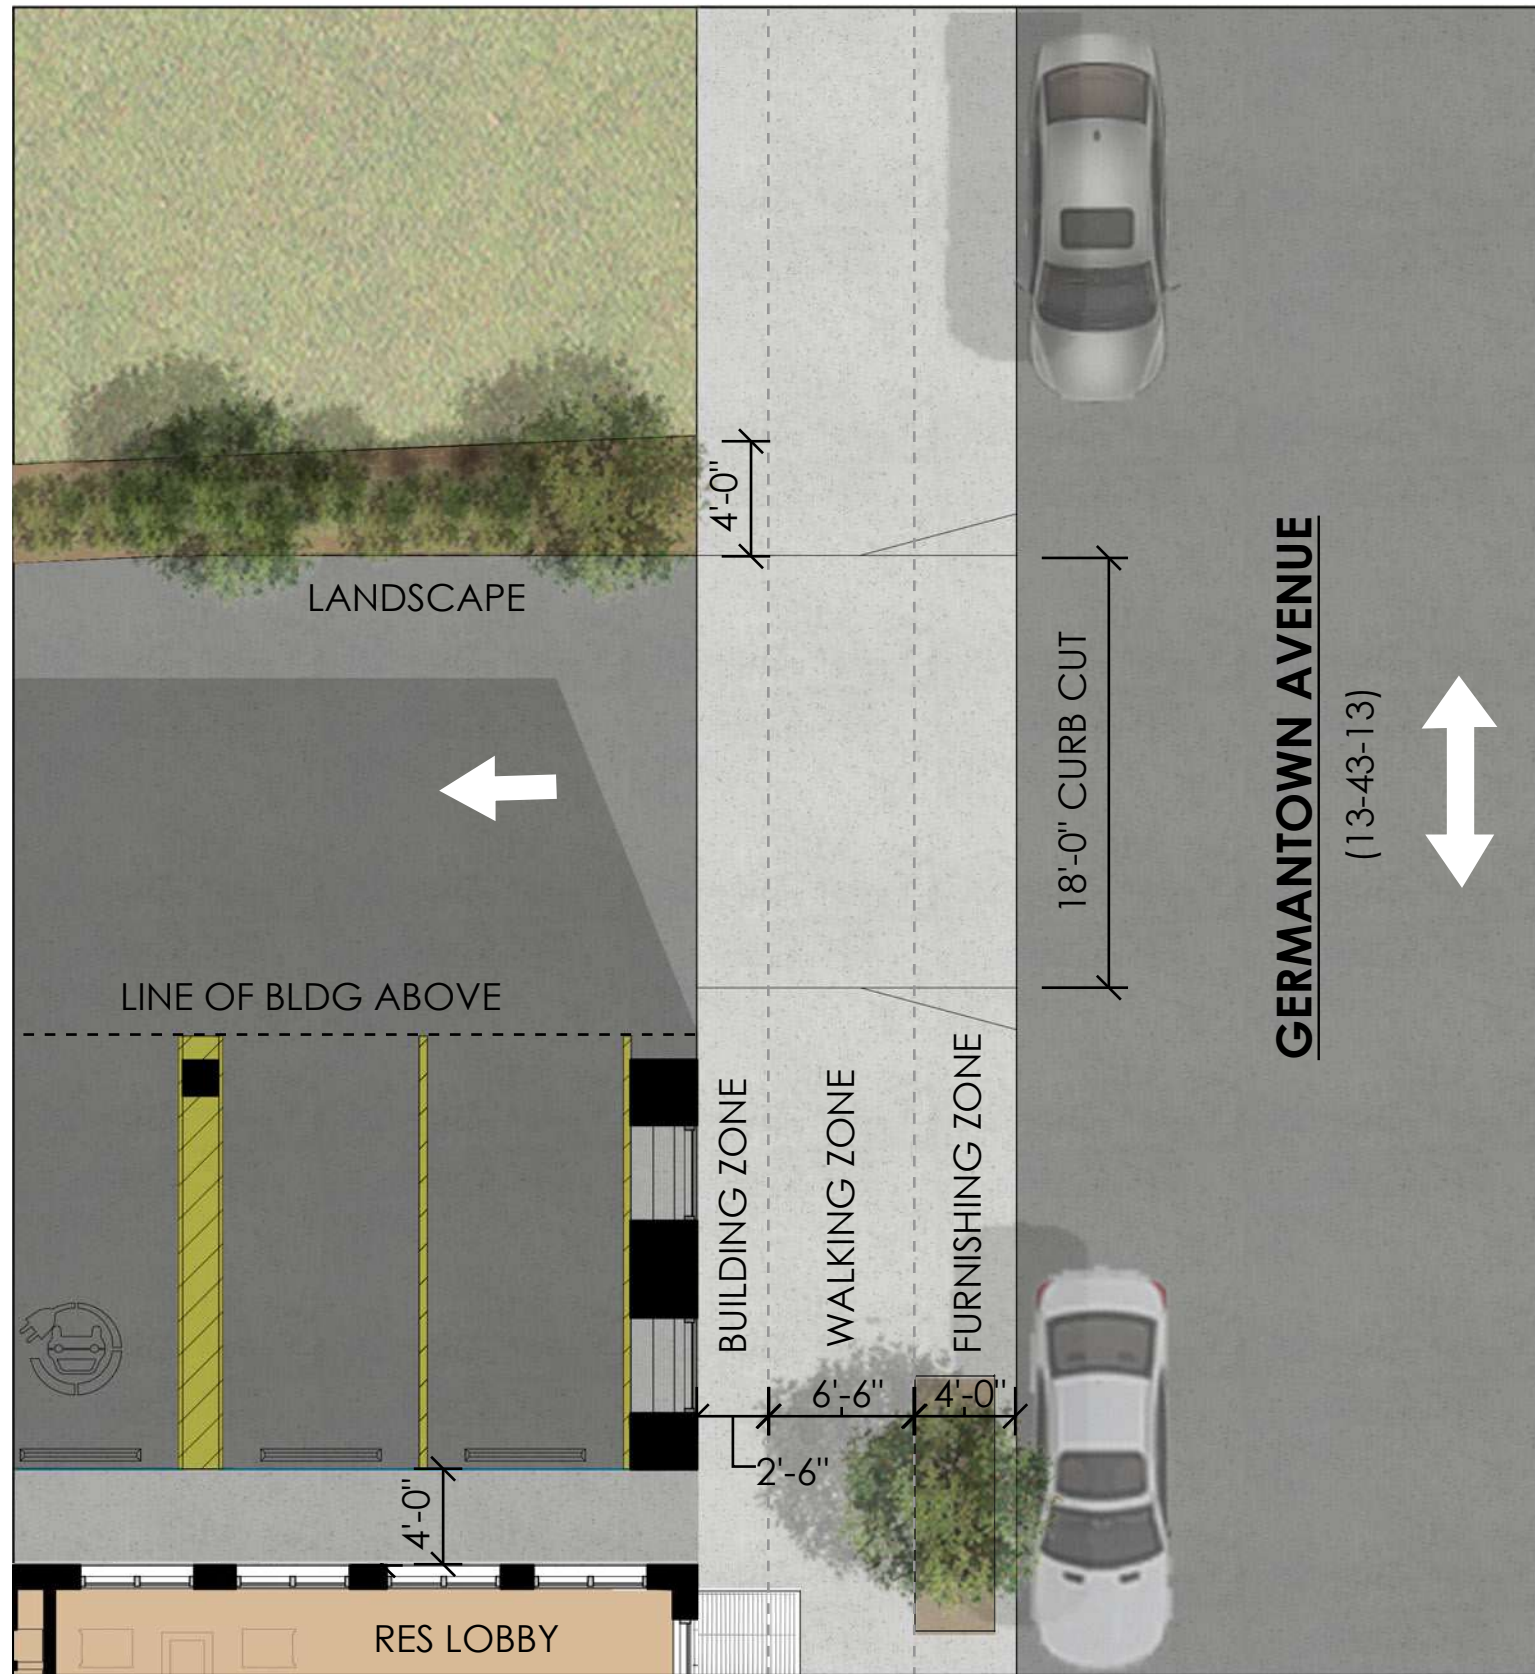 4'-0"
LANDSCAPE
18'-0" CURB CUT
GERMANTOWN AVENUE
(13-43-13)
LINE OF BLDG ABOVE
BUILDING ZONE
WALKING ZONE
FURNISHING ZONE
6'-6"
4'-0"
2'-6"
4'-0"
RES LOBBY